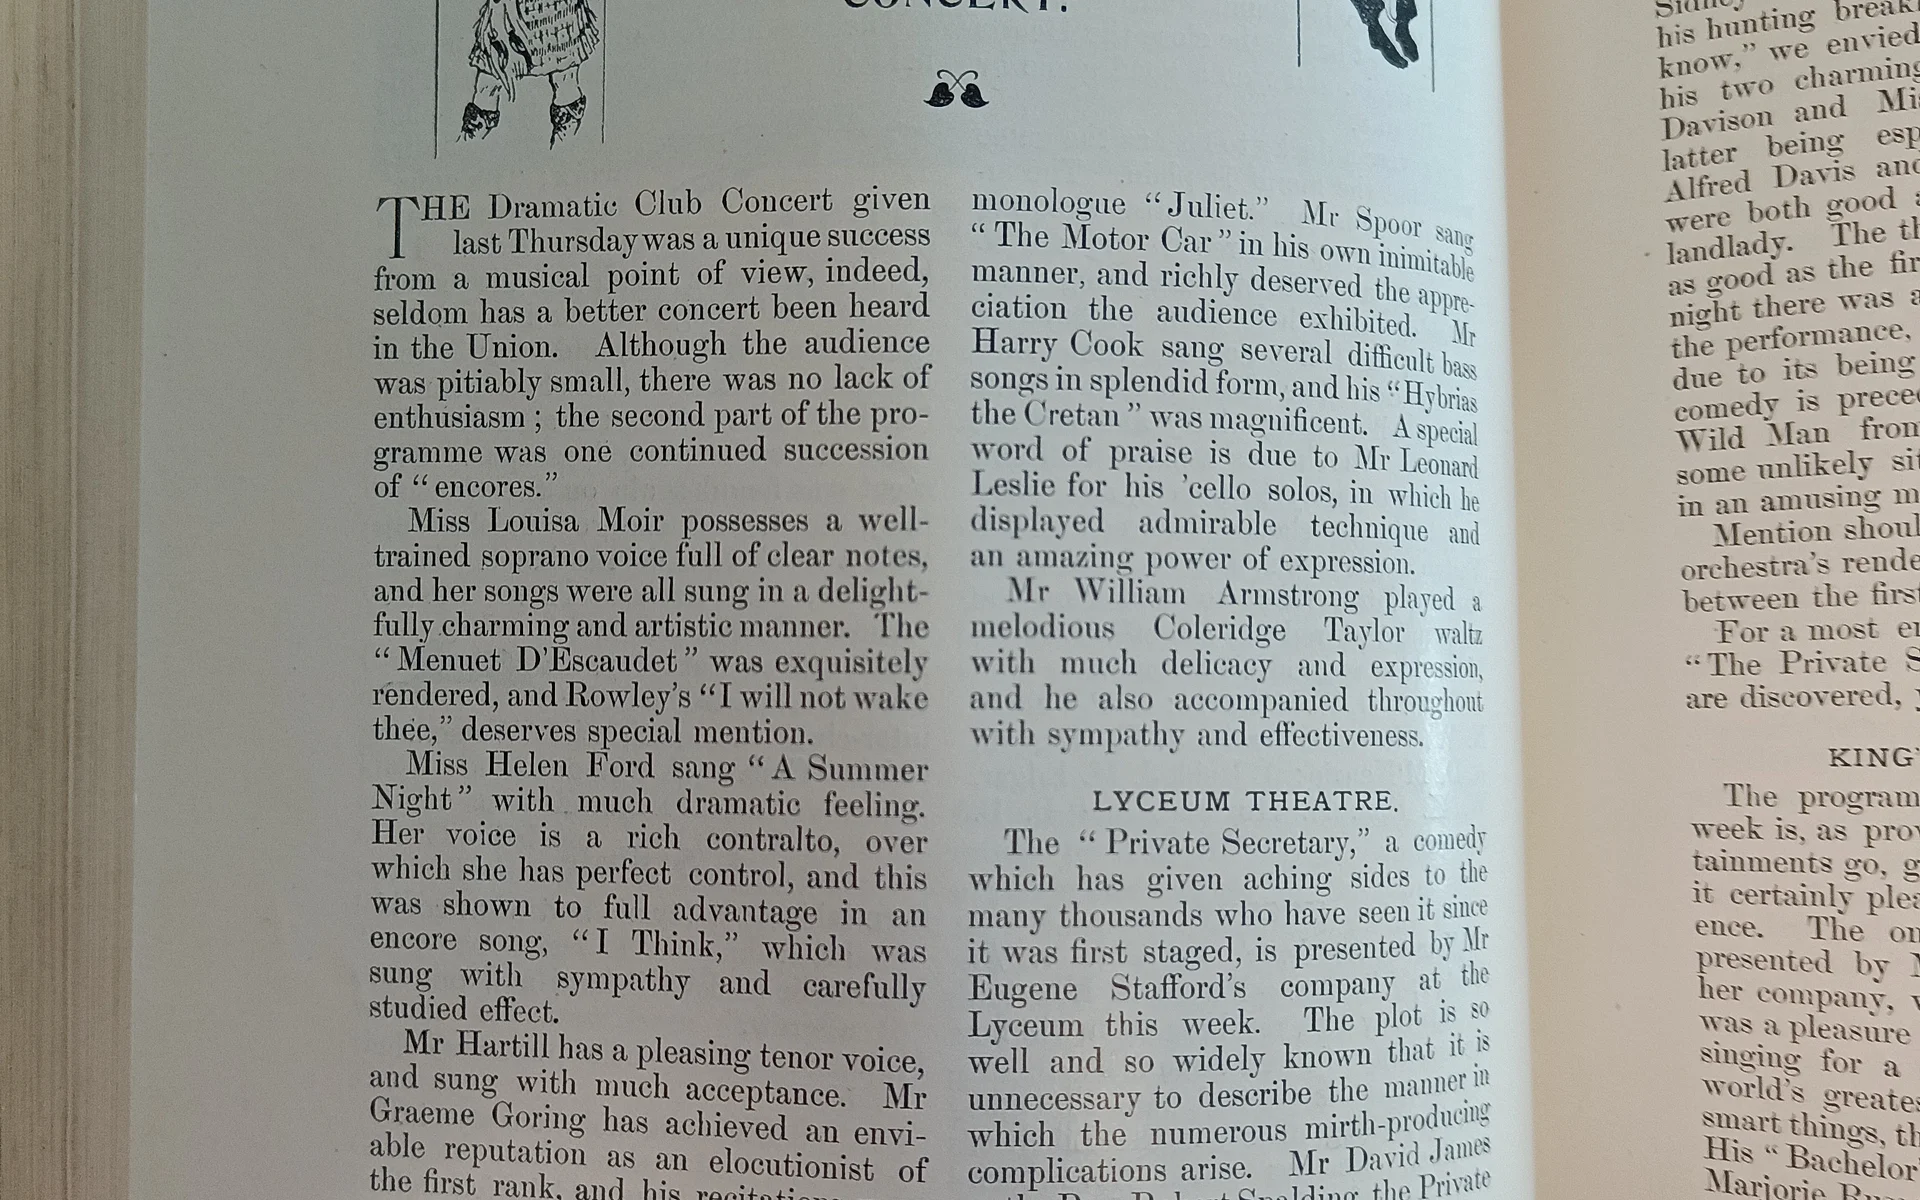 CONCERT.
THE Dramatic Club Concert given
last Thursday was a unique success
from a musical point of view, indeed,
seldom has a better concert been heard
in the Union. Although the audience
was pitiably small, there was no lack of
enthusiasm ; the second part of the pro-
gramme was one continued succession
of “ encores.”
Miss Louisa Moir possesses a well-
trained soprano voice full of clear notes,
and her songs were all sung in a delight-
fully charming and artistic manner. The
“ Menuet D'Escaudet ” was exquisitely
rendered, and Rowley's “I will not wake
thee,” deserves special mention.
Miss Helen Ford sang “ A Summer
Night” with much dramatic feeling.
Her voice is a rich contralto, over
which she has perfect control, and this
was shown to full advantage in an
encore song, “I Think,” which was
sung with sympathy and carefully
studied effect.
Mr Hartill has a pleasing tenor voice,
and sung with much acceptance. Mr
Graeme Goring has achieved an envi-
able reputation as an elocutionist of
the first rank, and his
monologue “Juliet.” Mr Spoor sang
“ The Motor Car ” in his own inimitable
manner, and richly deserved the appre-
ciation the audience exhibited. Mr
Harry Cook sang several difficult bass
songs in splendid form, and his “Hybrias
the Cretan ” was magnificent. A special
word of praise is due to Mr Leonard
Leslie for his 'cello solos, in which he
displayed admirable technique and
an amazing power of expression.
Mr William Armstrong played a
melodious Coleridge Taylor waltz
with much delicacy and expression,
and he also accompanied throughout
with sympathy and effectiveness.
LYCEUM THEATRE.
The “ Private Secretary,” a comedy
which has given aching sides to the
many thousands who have seen it since
it was first staged, is presented by Mr
Eugene Stafford's company at the
Lyceum this week. The plot is so
well and so widely known that it is
unnecessary to describe the manner in
which the numerous mirth-producing
complications arise. Mr David James
the Private
his hunting
know,” we envied
his two charming
Davison and
latter being
Alfred Davis and
were both good
landlady. The
as good as the
night there was
the performance,
due to its being
comedy is
Wild Man from
some unlikely
in an amusing
Mention
orchestra's
between the first
For a most
“The Private
are discovered,
The
week is, as
tainments go,
it certainly
ence. The
presented by
her company,
was a pleasure
singing for a
world's
smart things,
His “ Bachelor
Marjorie